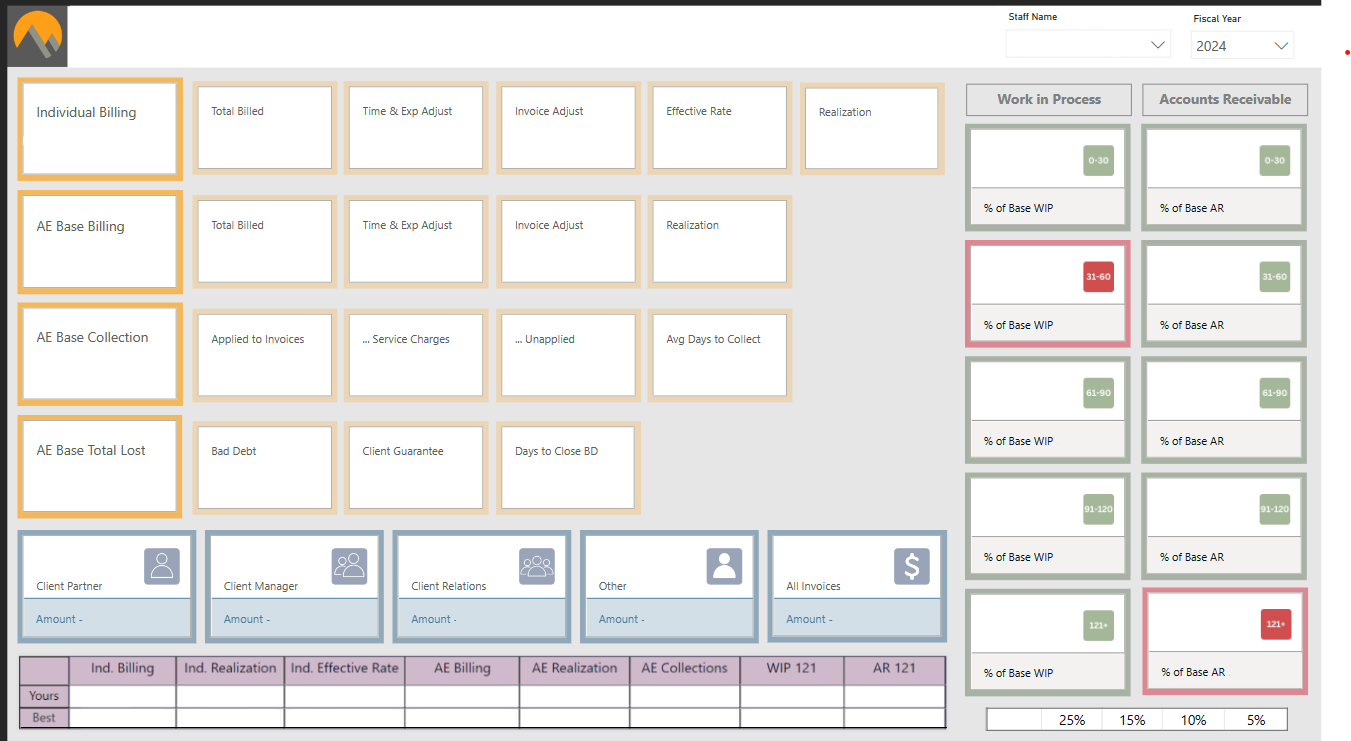 Staff Name
Fiscal Year
2024
Individual Billing
Total Billed
Time & Exp Adjust
Invoice Adjust
Effective Rate
Realization
AE Base Billing
Total Billed
Time & Exp Adjust
Invoice Adjust
Realization
AE Base Collection
Applied to Invoices
... Service Charges
... Unapplied
Avg Days to Collect
AE Base Total Lost
Bad Debt
Client Guarantee
Days to Close BD
Client Partner
Amount -
Client Manager
Amount -
Client Relations
Amount -
Other
Amount -
$
All Invoices
Amount -
Ind. Billing Ind. Realization Ind. Effective Rate AE Billing AE Realization AE Collections WIP 121 AR 121
Yours
Best
Work in Process
Accounts Receivable
0-30
% of Base WIP
0-30
% of Base AR
31-60
% of Base WIP
31-60
% of Base AR
61-90
% of Base WIP
61-90
% of Base AR
91-120
% of Base WIP
91-120
% of Base AR
121+
% of Base WIP
121+
% of Base AR
25% 15% 10% 5%